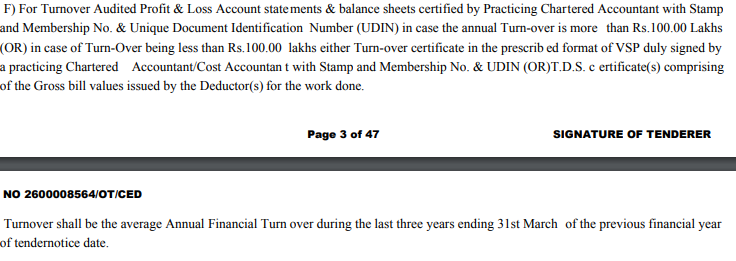 F) For Turnover Audited Profit & Loss Account state ments & balance sheets certified by Practicing Chartered Accountant with Stamp
and Membership No. & Unique Document Identification Number (UDIN) in case the annual Turn-over is more than Rs.100.00 Lakhs
(OR) in case of Turn-Over being less than Rs.100.00 lakhs either Turn-over certificate in the prescrib ed format of VSP duly signed by
a practicing Chartered Accountant/Cost Accountan t with Stamp and Membership No. & UDIN (OR)T.D.S. c ertificate(s) comprising
of the Gross bill values issued by the Deductor(s) for the work done.
Page 3 of 47 SIGNATURE OF TENDERER
NO 2600008564/OT/CED
Turnover shall be the average Annual Financial Turn over during the last three years ending 31st March of the previous financial year
of tendernotice date.